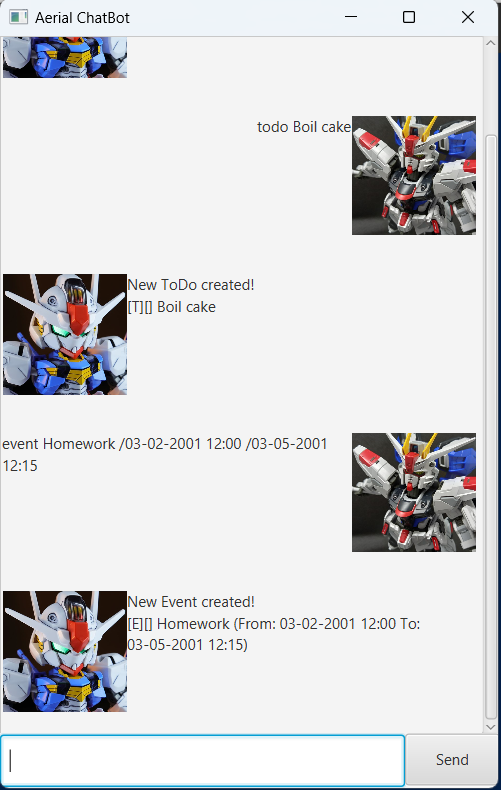 Aerial ChatBot
todo Boil cake
New ToDo created!
[T][] Boil cake
event Homework /03-02-2001 12:00 /03-05-2001
12:15
New Event created!
[E][] Homework (From: 03-02-2001 12:00 To:
03-05-2001 12:15)
Send